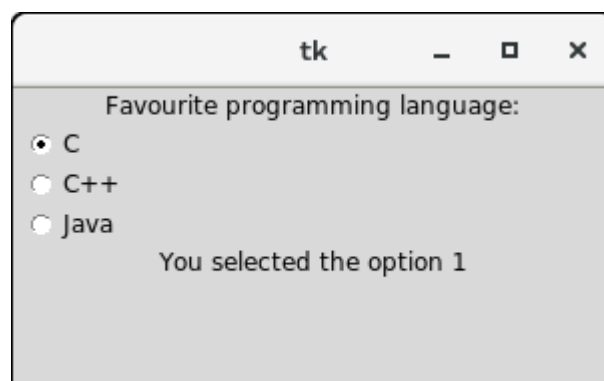 tk
Favourite programming language:
C
C++
Java
You selected the option 1